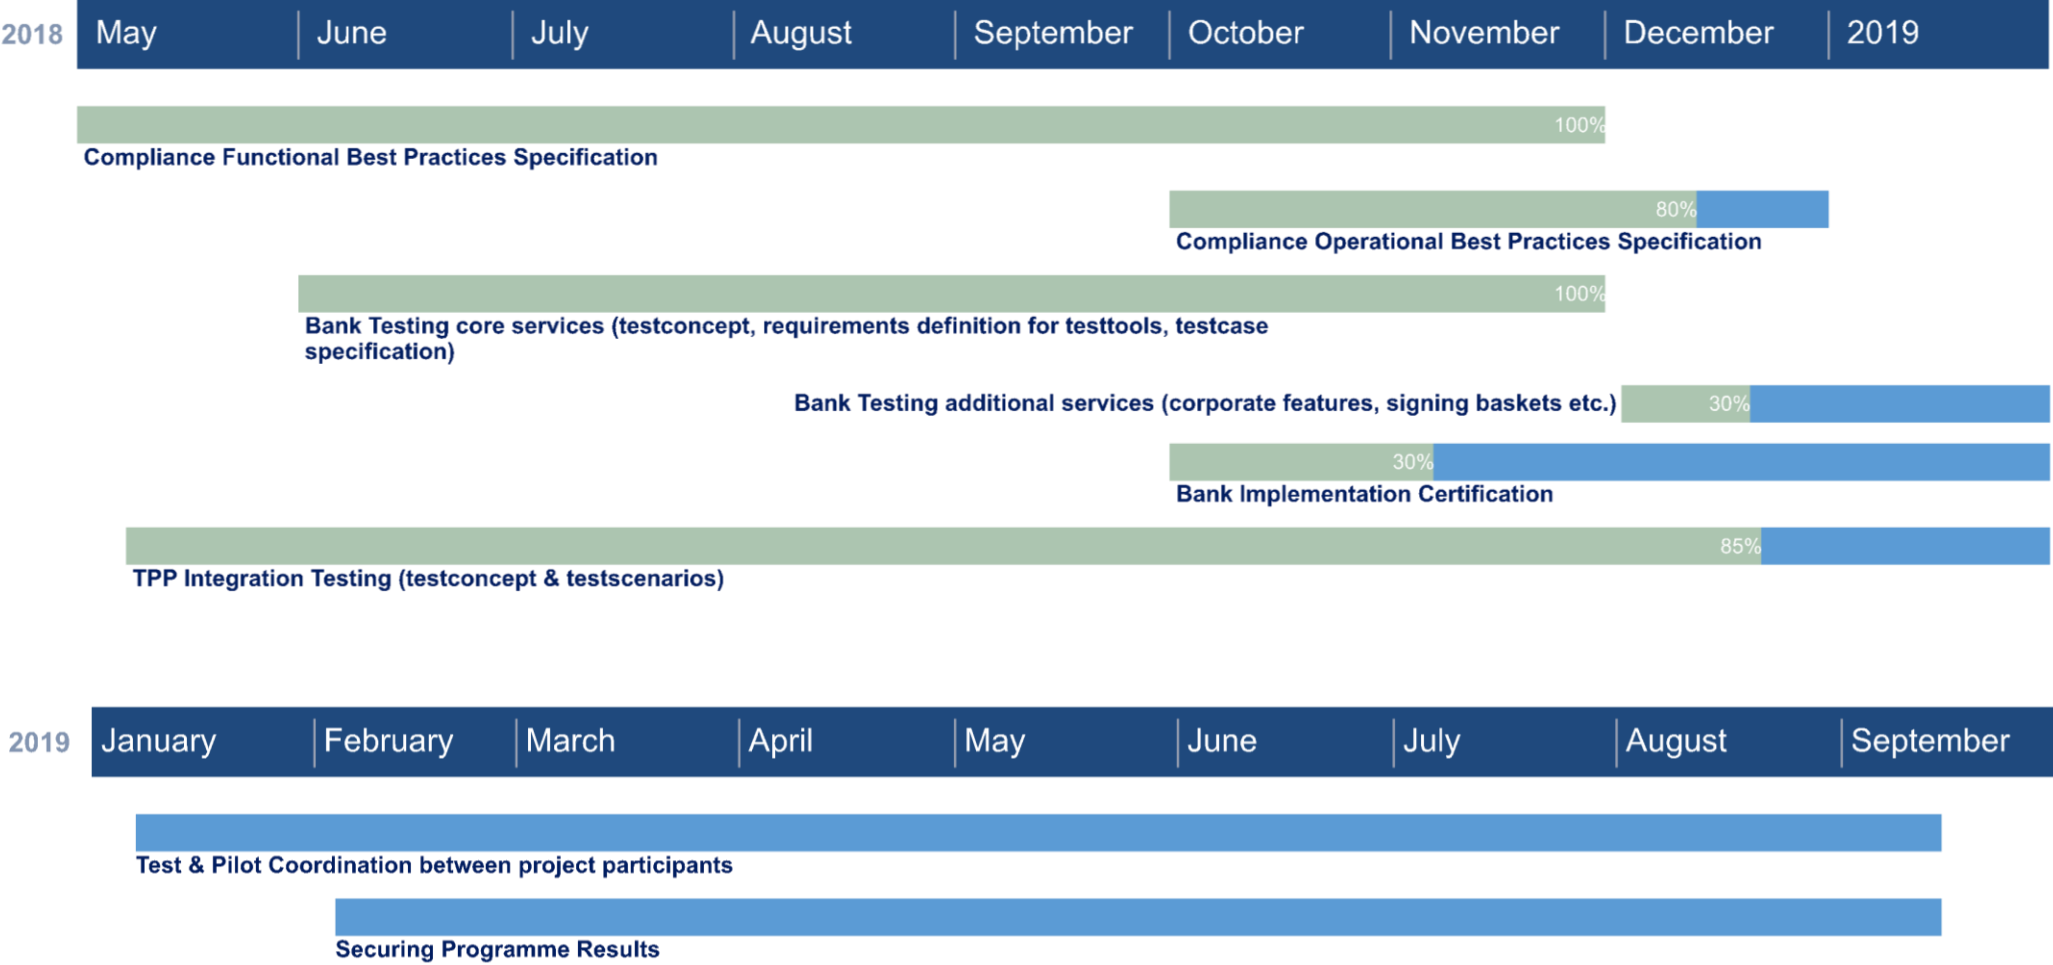 2018 May June July August September October November December 2019
100%
Compliance Functional Best Practices Specification
80%
Compliance Operational Best Practices Specification
100%
Bank Testing core services (testconcept, requirements definition for testtools, testcase
specification)
Bank Testing additional services (corporate features, signing baskets etc.) 30%
30%
Bank Implementation Certification
85%
TPP Integration Testing (testconcept & testscenarios)
2019 January February March April May June July August September
Test & Pilot Coordination between project participants
Securing Programme Results